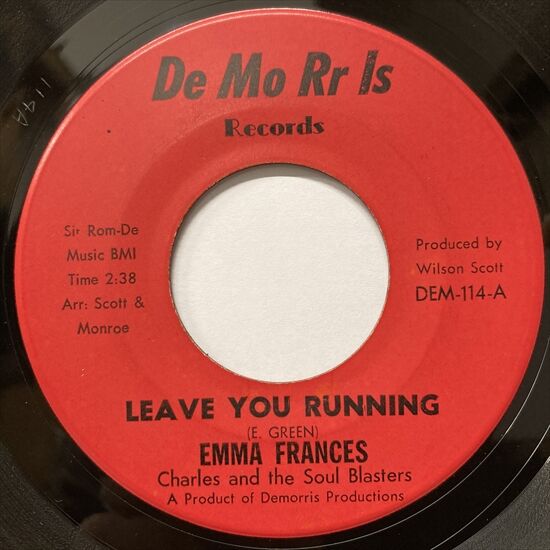 De Mo Rr Is
Records
Sir Rom-De
Music BMI
Time 2:38
Arr: Scott &
Monroe
Produced by
Wilson Scott
DEM-114-A
LEAVE YOU RUNNING
(E. GREEN)
EMMA FRANCES
Charles and the Soul Blasters
A Product of Demorris Productions
114A